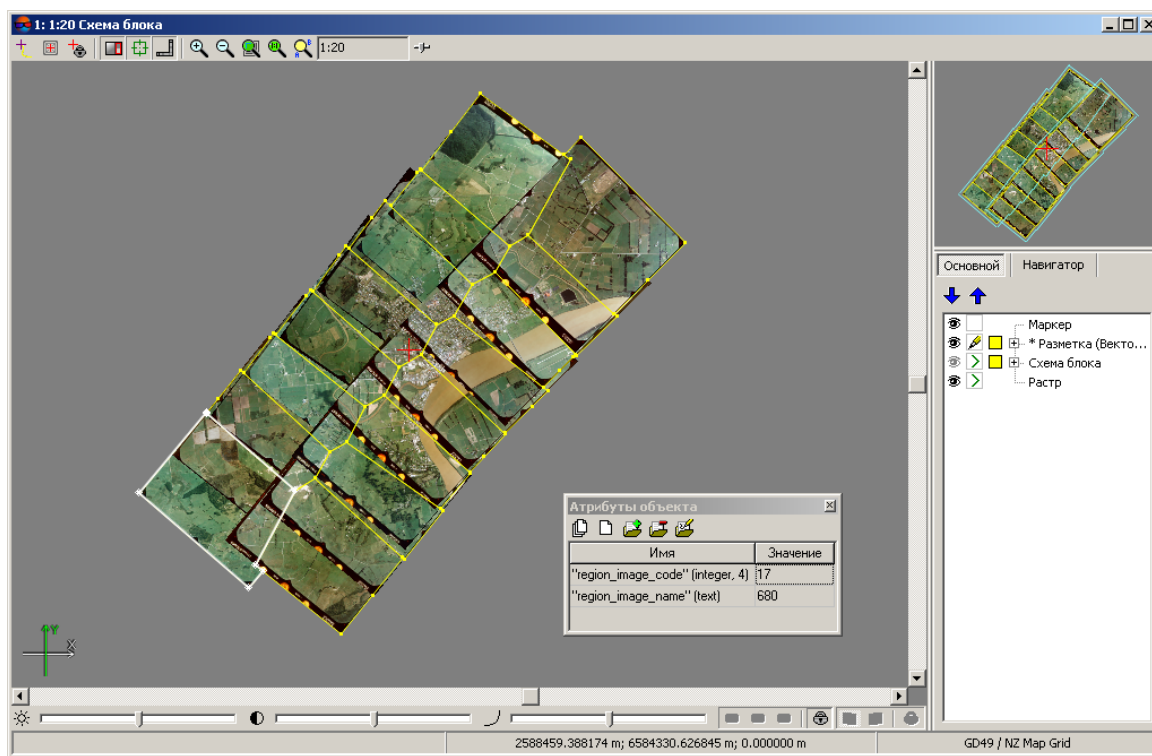 1: 1:20 Схема блока
1:20
Основной
Навигатор
Маркер
* Разметка (Векто...
Схема блока
Растр
Атрибуты объекта
Имя
Значение
"region_image_code" (integer, 4)
17
"region_image_name" (text)
680
Y
X
2588459.388174 m; 6584330.626845 m; 0.000000 m
GD49 / NZ Map Grid